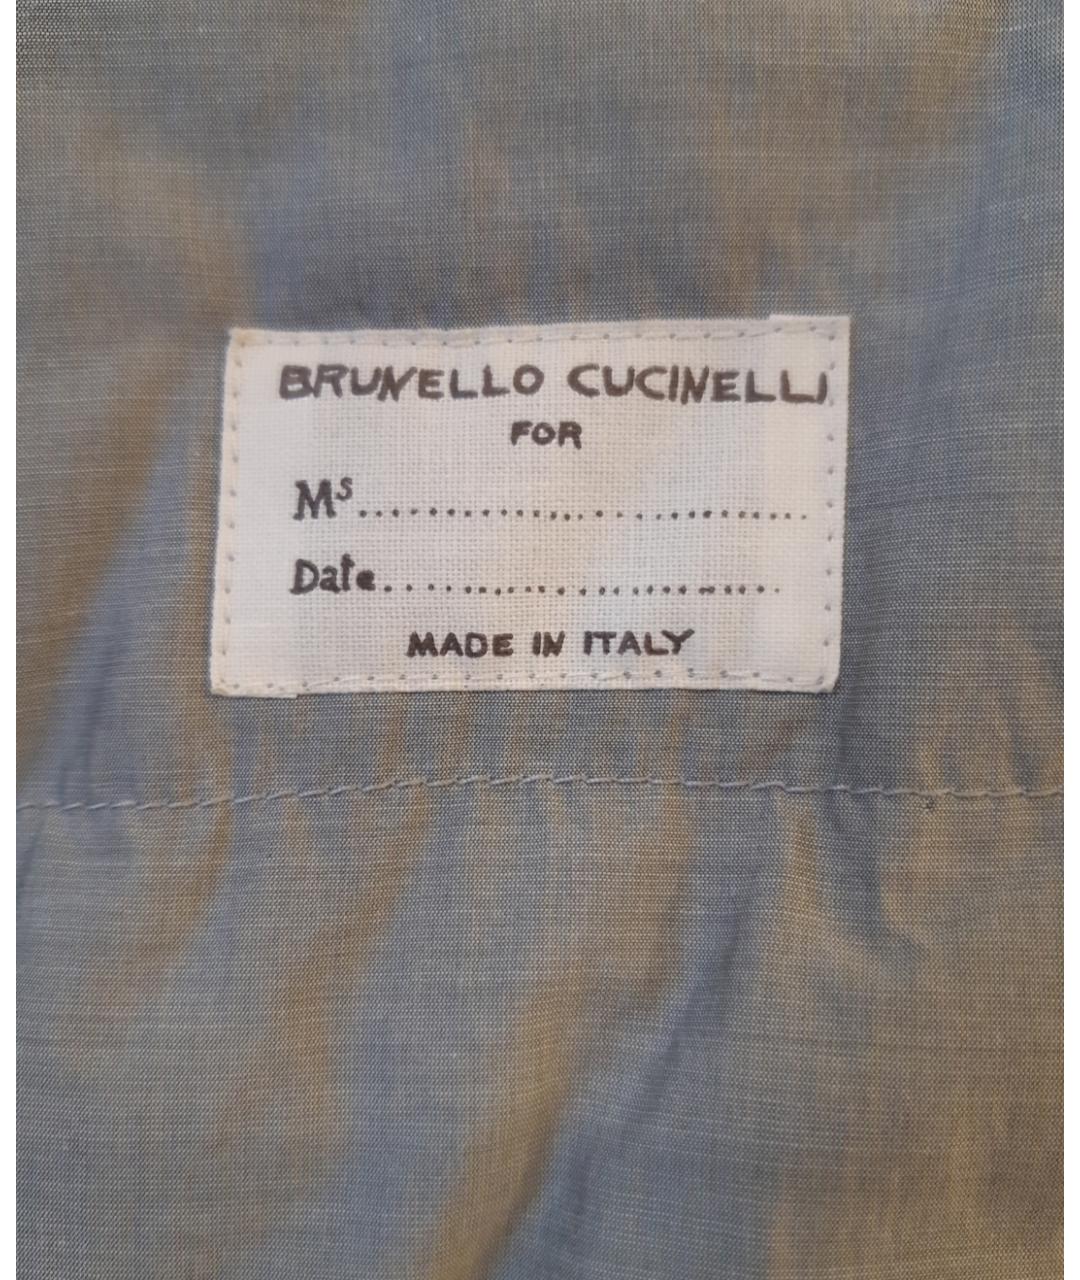 BRUNELLO CUCINELLI
FOR
Ms..............................
Date..........................
MADE IN ITALY